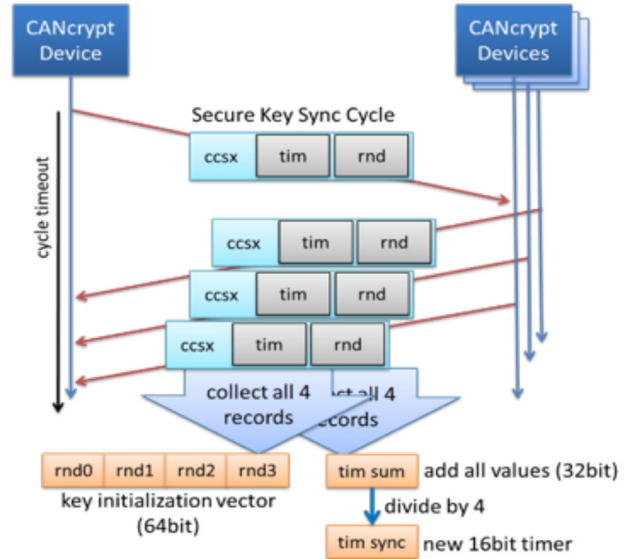 CANcrypt
Device
CANcrypt
Devices
Secure Key Sync Cycle
cycle timeout
ccsx tim rnd
ccsx tim rnd
ccsx tim rnd
ccsx tim rnd
collect all 4
records
all 4
records
rnd0 rnd1 rnd2 rnd3
key initialization vector
(64bit)
tim sum add all values (32bit)
divide by 4
tim sync new 16bit timer